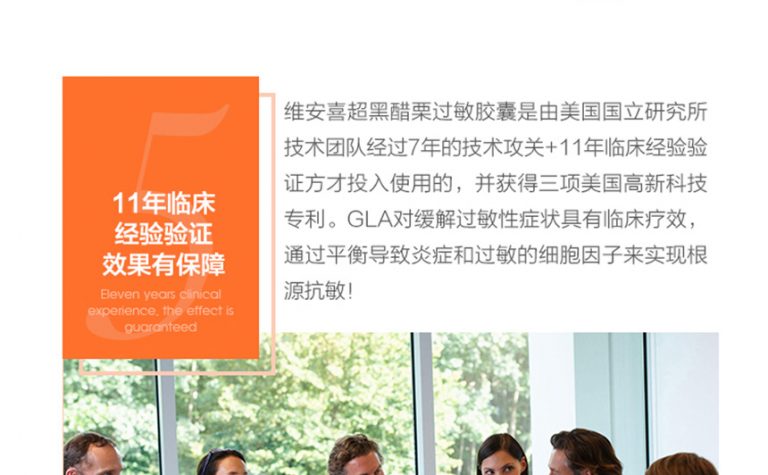 5
11年临床
经验验证
效果有保障
Eleven years clinical
experience, the effect is
guaranteed
维安喜超黑醋栗过敏胶囊是由美国国立研究所
技术团队经过7年的技术攻关+11年临床经验验
证方才投入使用的，并获得三项美国高新科技
专利。GLA对缓解过敏性症状具有临床疗效，
通过平衡导致炎症和过敏的细胞因子来实现根
源抗敏!